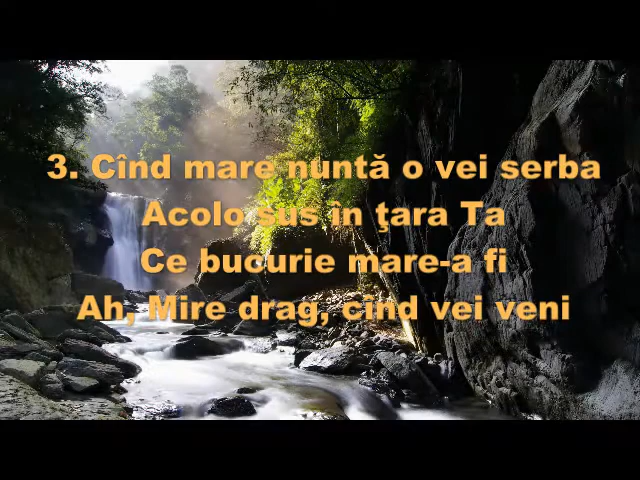 3. Cînd mare nuntă o vei serba
Acolo sus în ţara Ta
Ce bucurie mare-a fi
Ah, Mire drag, cînd vei veni